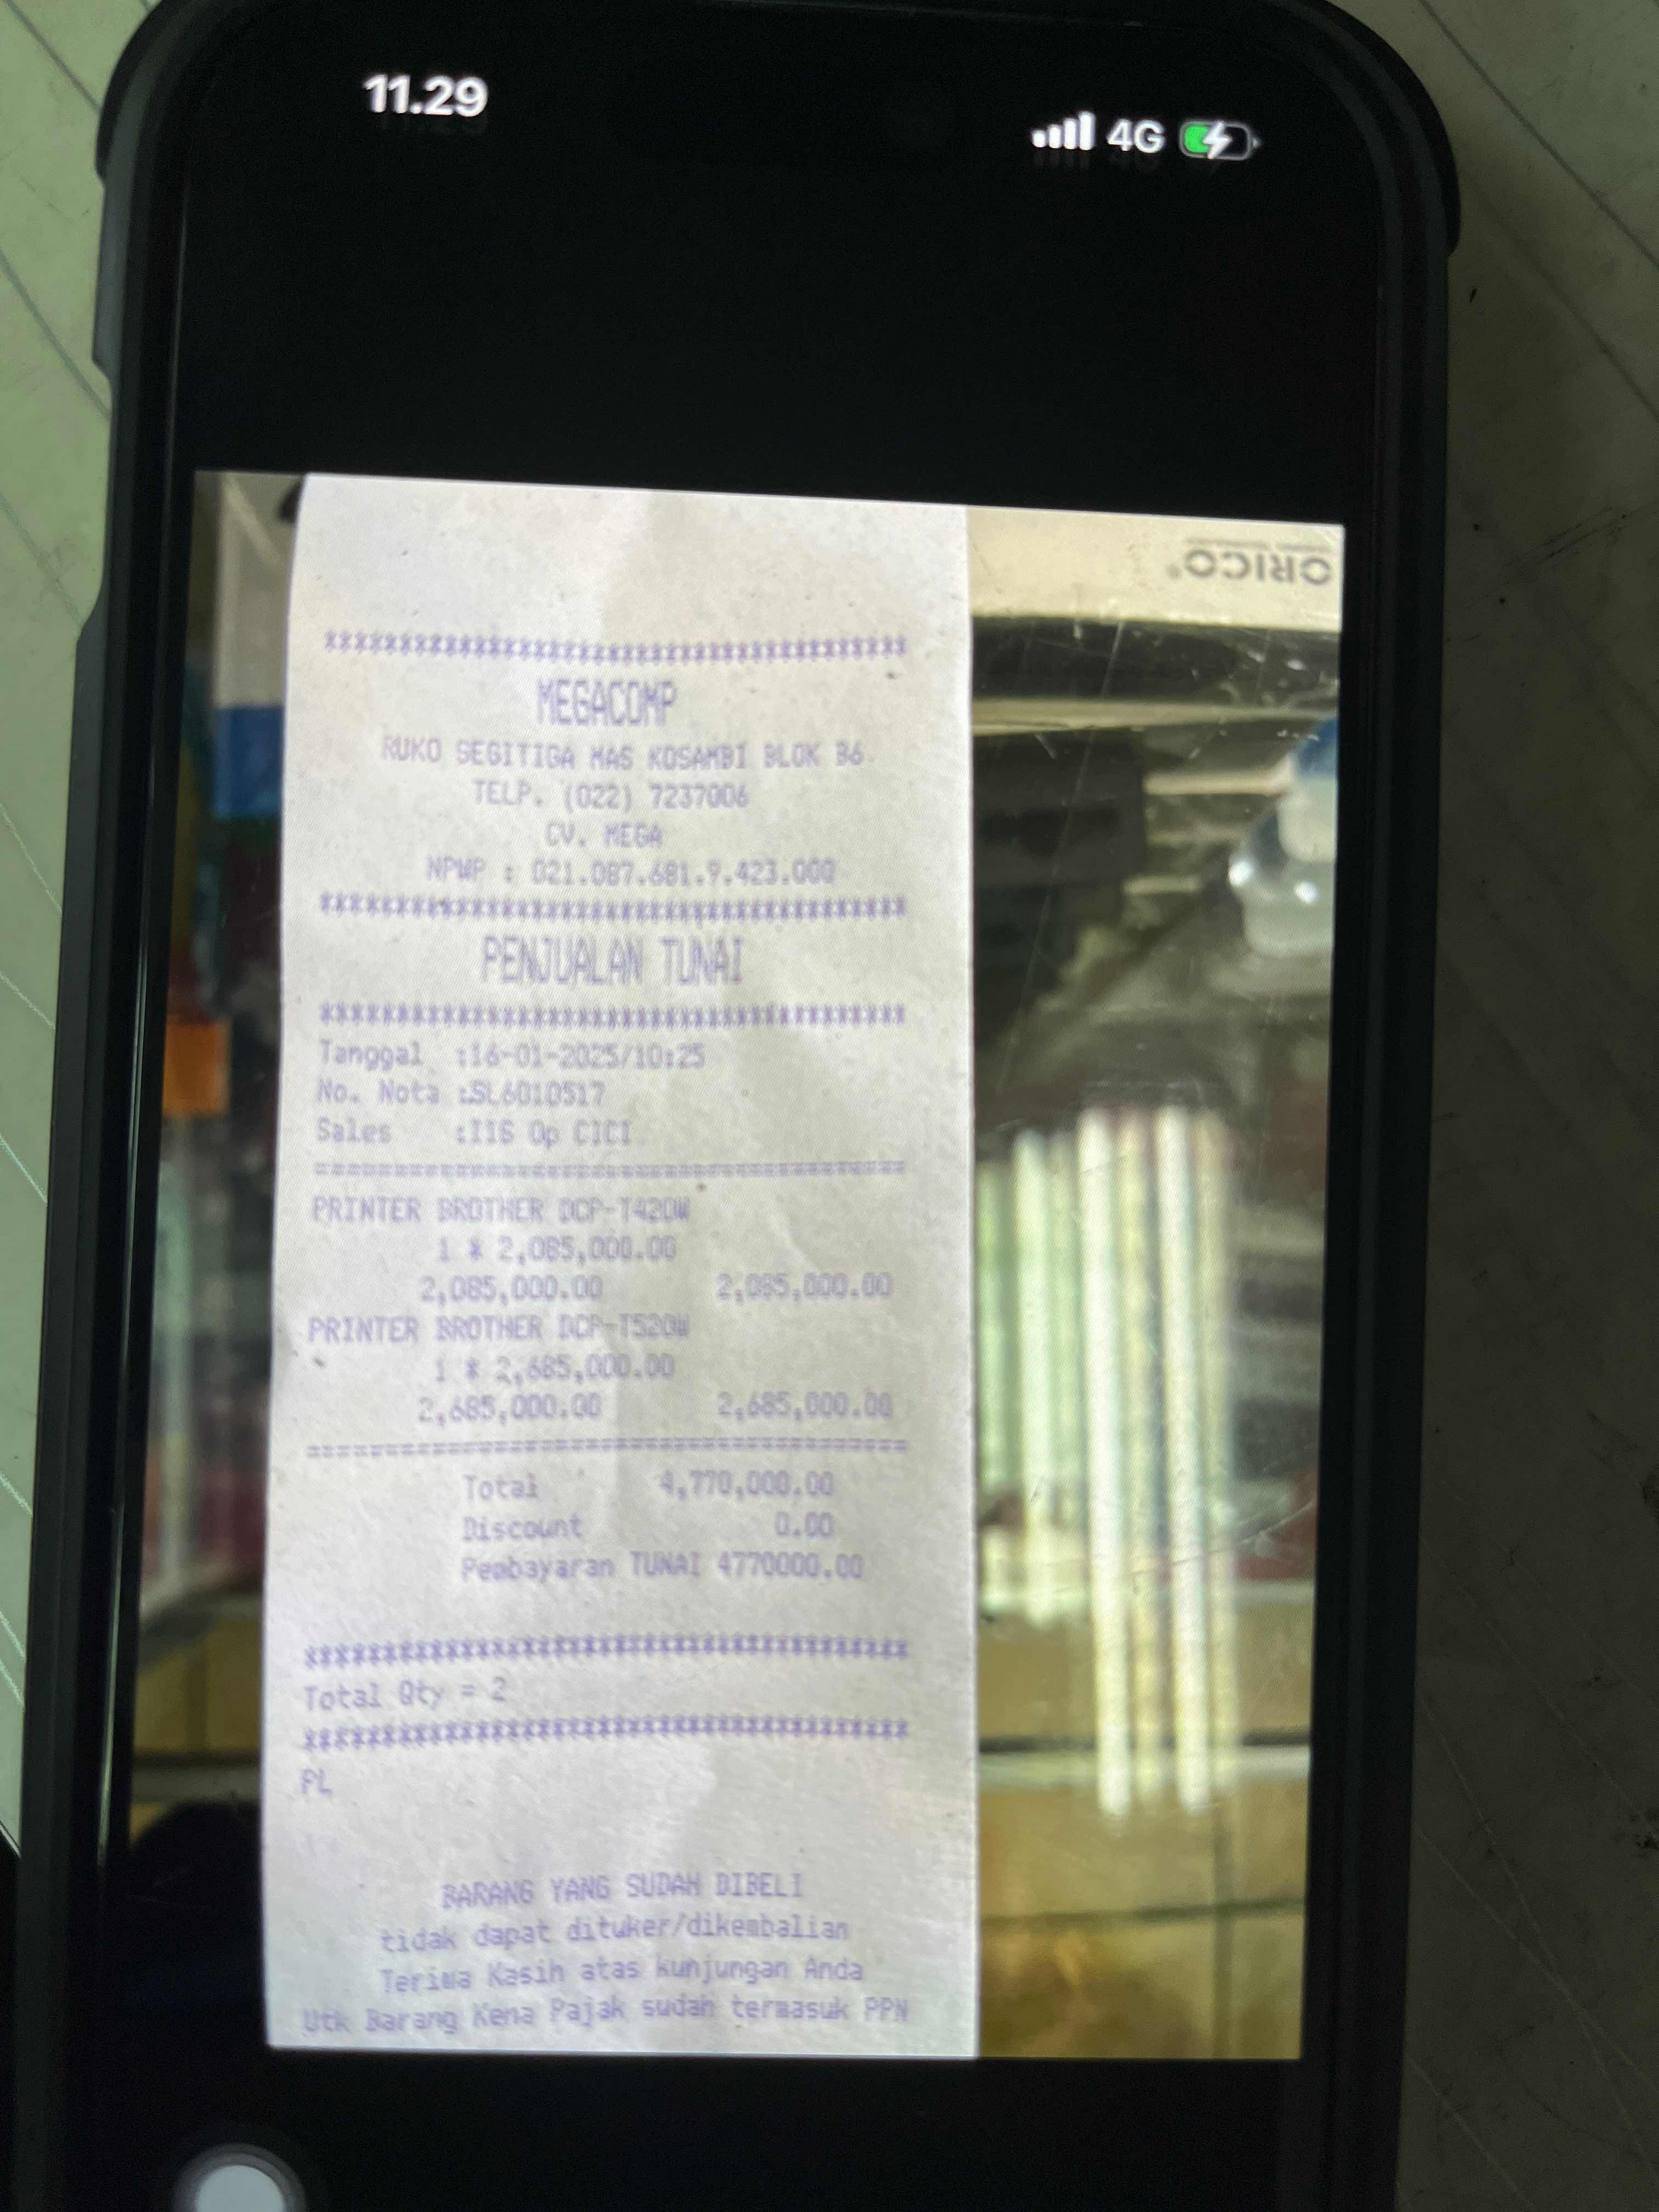 11.29
4G
ORICO
****************************************
MEGACOMP
RUKO SEGITIGA MAS KOSAMBI BLOK B6
TELP. (022) 7237006
CV. MEGA
NPWP : 021.087.681.9.423.000
****************************************
PENJUALAN TUNAI
****************************************
Tanggal :16-01-2025/10:25
No. Nota :SL6010517
Sales :IIS Op CICI
========================================
PRINTER BROTHER DCP-T420W
1 * 2,085,000.00
2,085,000.00 2,085,000.00
PRINTER BROTHER DCP-T520W
1 * 2,685,000.00
2,685,000.00 2,685,000.00
========================================
Total 4,770,000.00
Discount 0.00
Pembayaran TUNAI 4770000.00
****************************************
Total Qty = 2
****************************************
PL
BARANG YANG SUDAH DIBELI
tidak dapat dituker/dikembalian
Terima Kasih atas kunjungan Anda
Utk Barang Kena Pajak sudah termasuk PPN